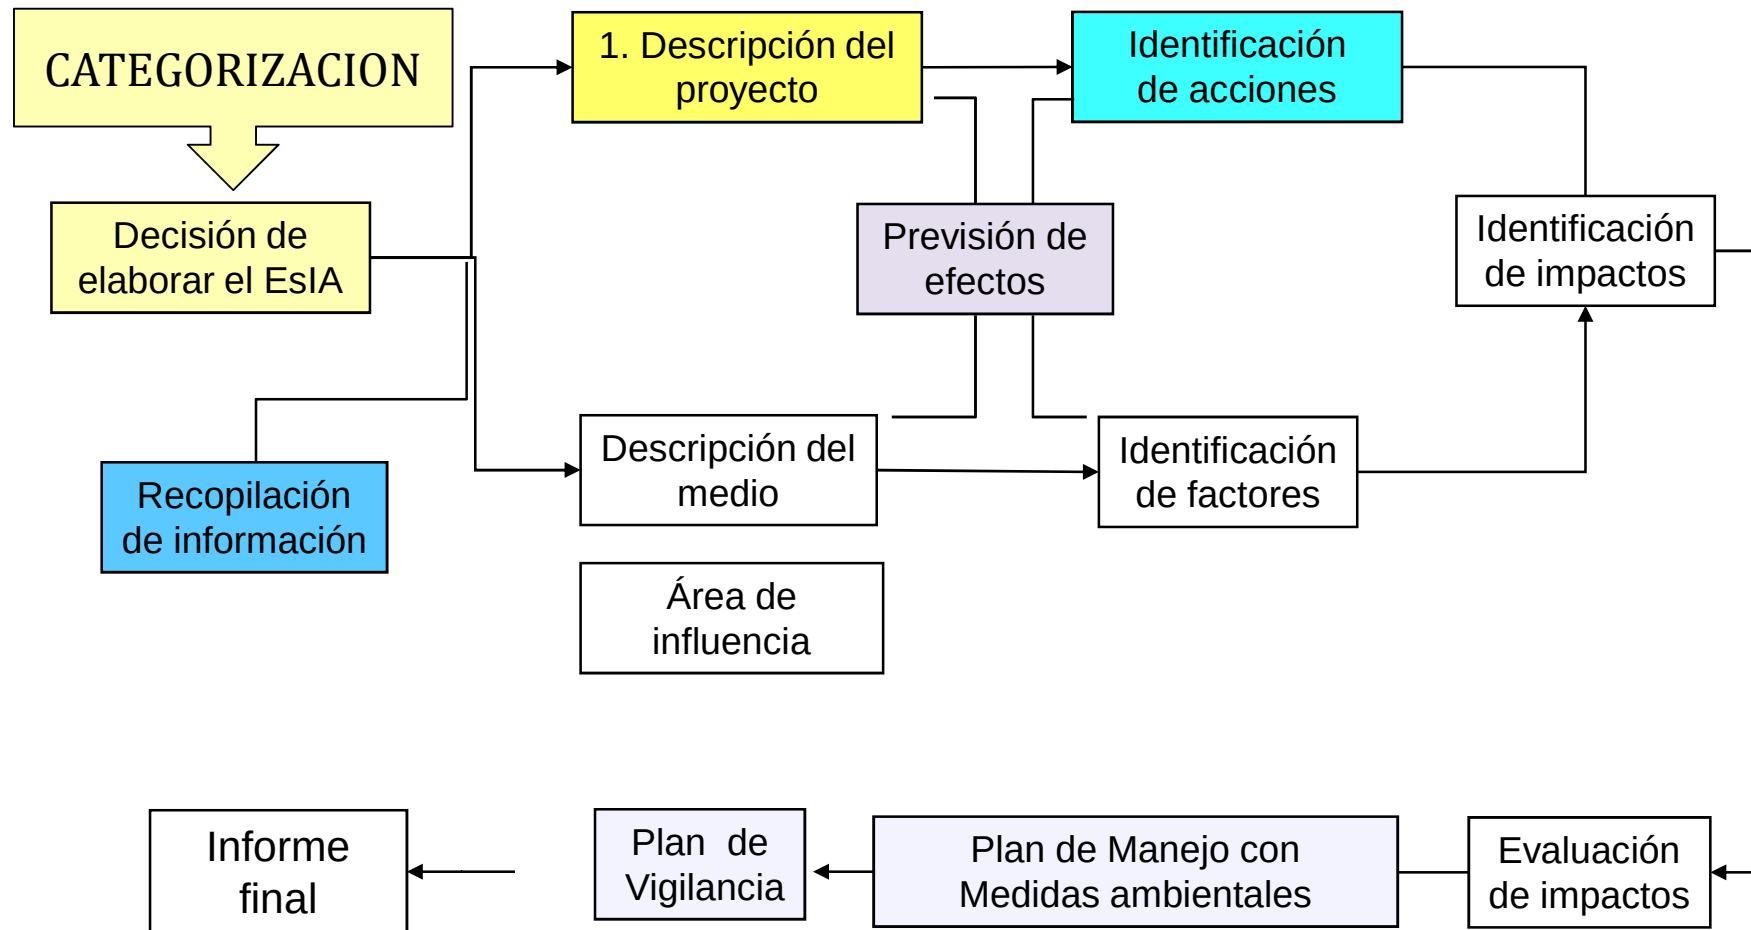 CATEGORIZACION
1. Descripción del
proyecto
Identificación
de acciones
Decisión de
elaborar el EsIA
Previsión de
efectos
Identificación
de impactos
Descripción del
medio
Identificación
de factores
Recopilación
de información
Área de
influencia
Informe
final
Plan  de
Vigilancia
Plan de Manejo con
Medidas ambientales
Evaluación
de impactos